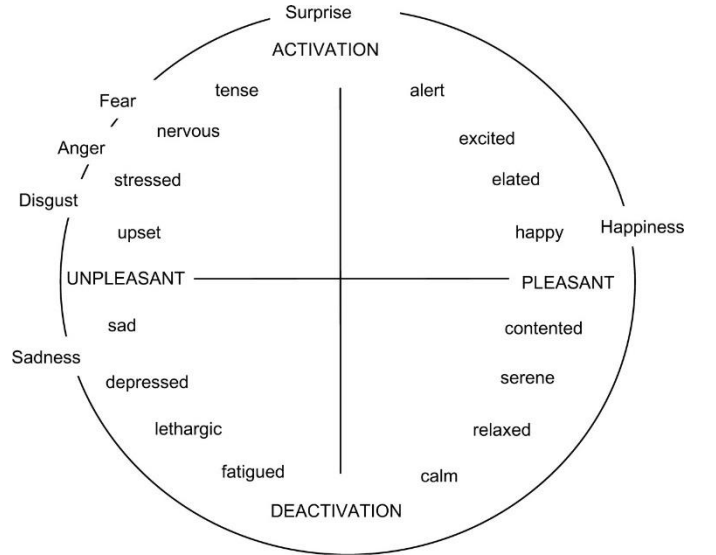 Surprise
ACTIVATION
tense
alert
Fear
nervous
excited
Anger
stressed
elated
Disgust
upset
happy
Happiness
UNPLEASANT
PLEASANT
sad
contented
Sadness
depressed
serene
lethargic
relaxed
fatigued
calm
DEACTIVATION